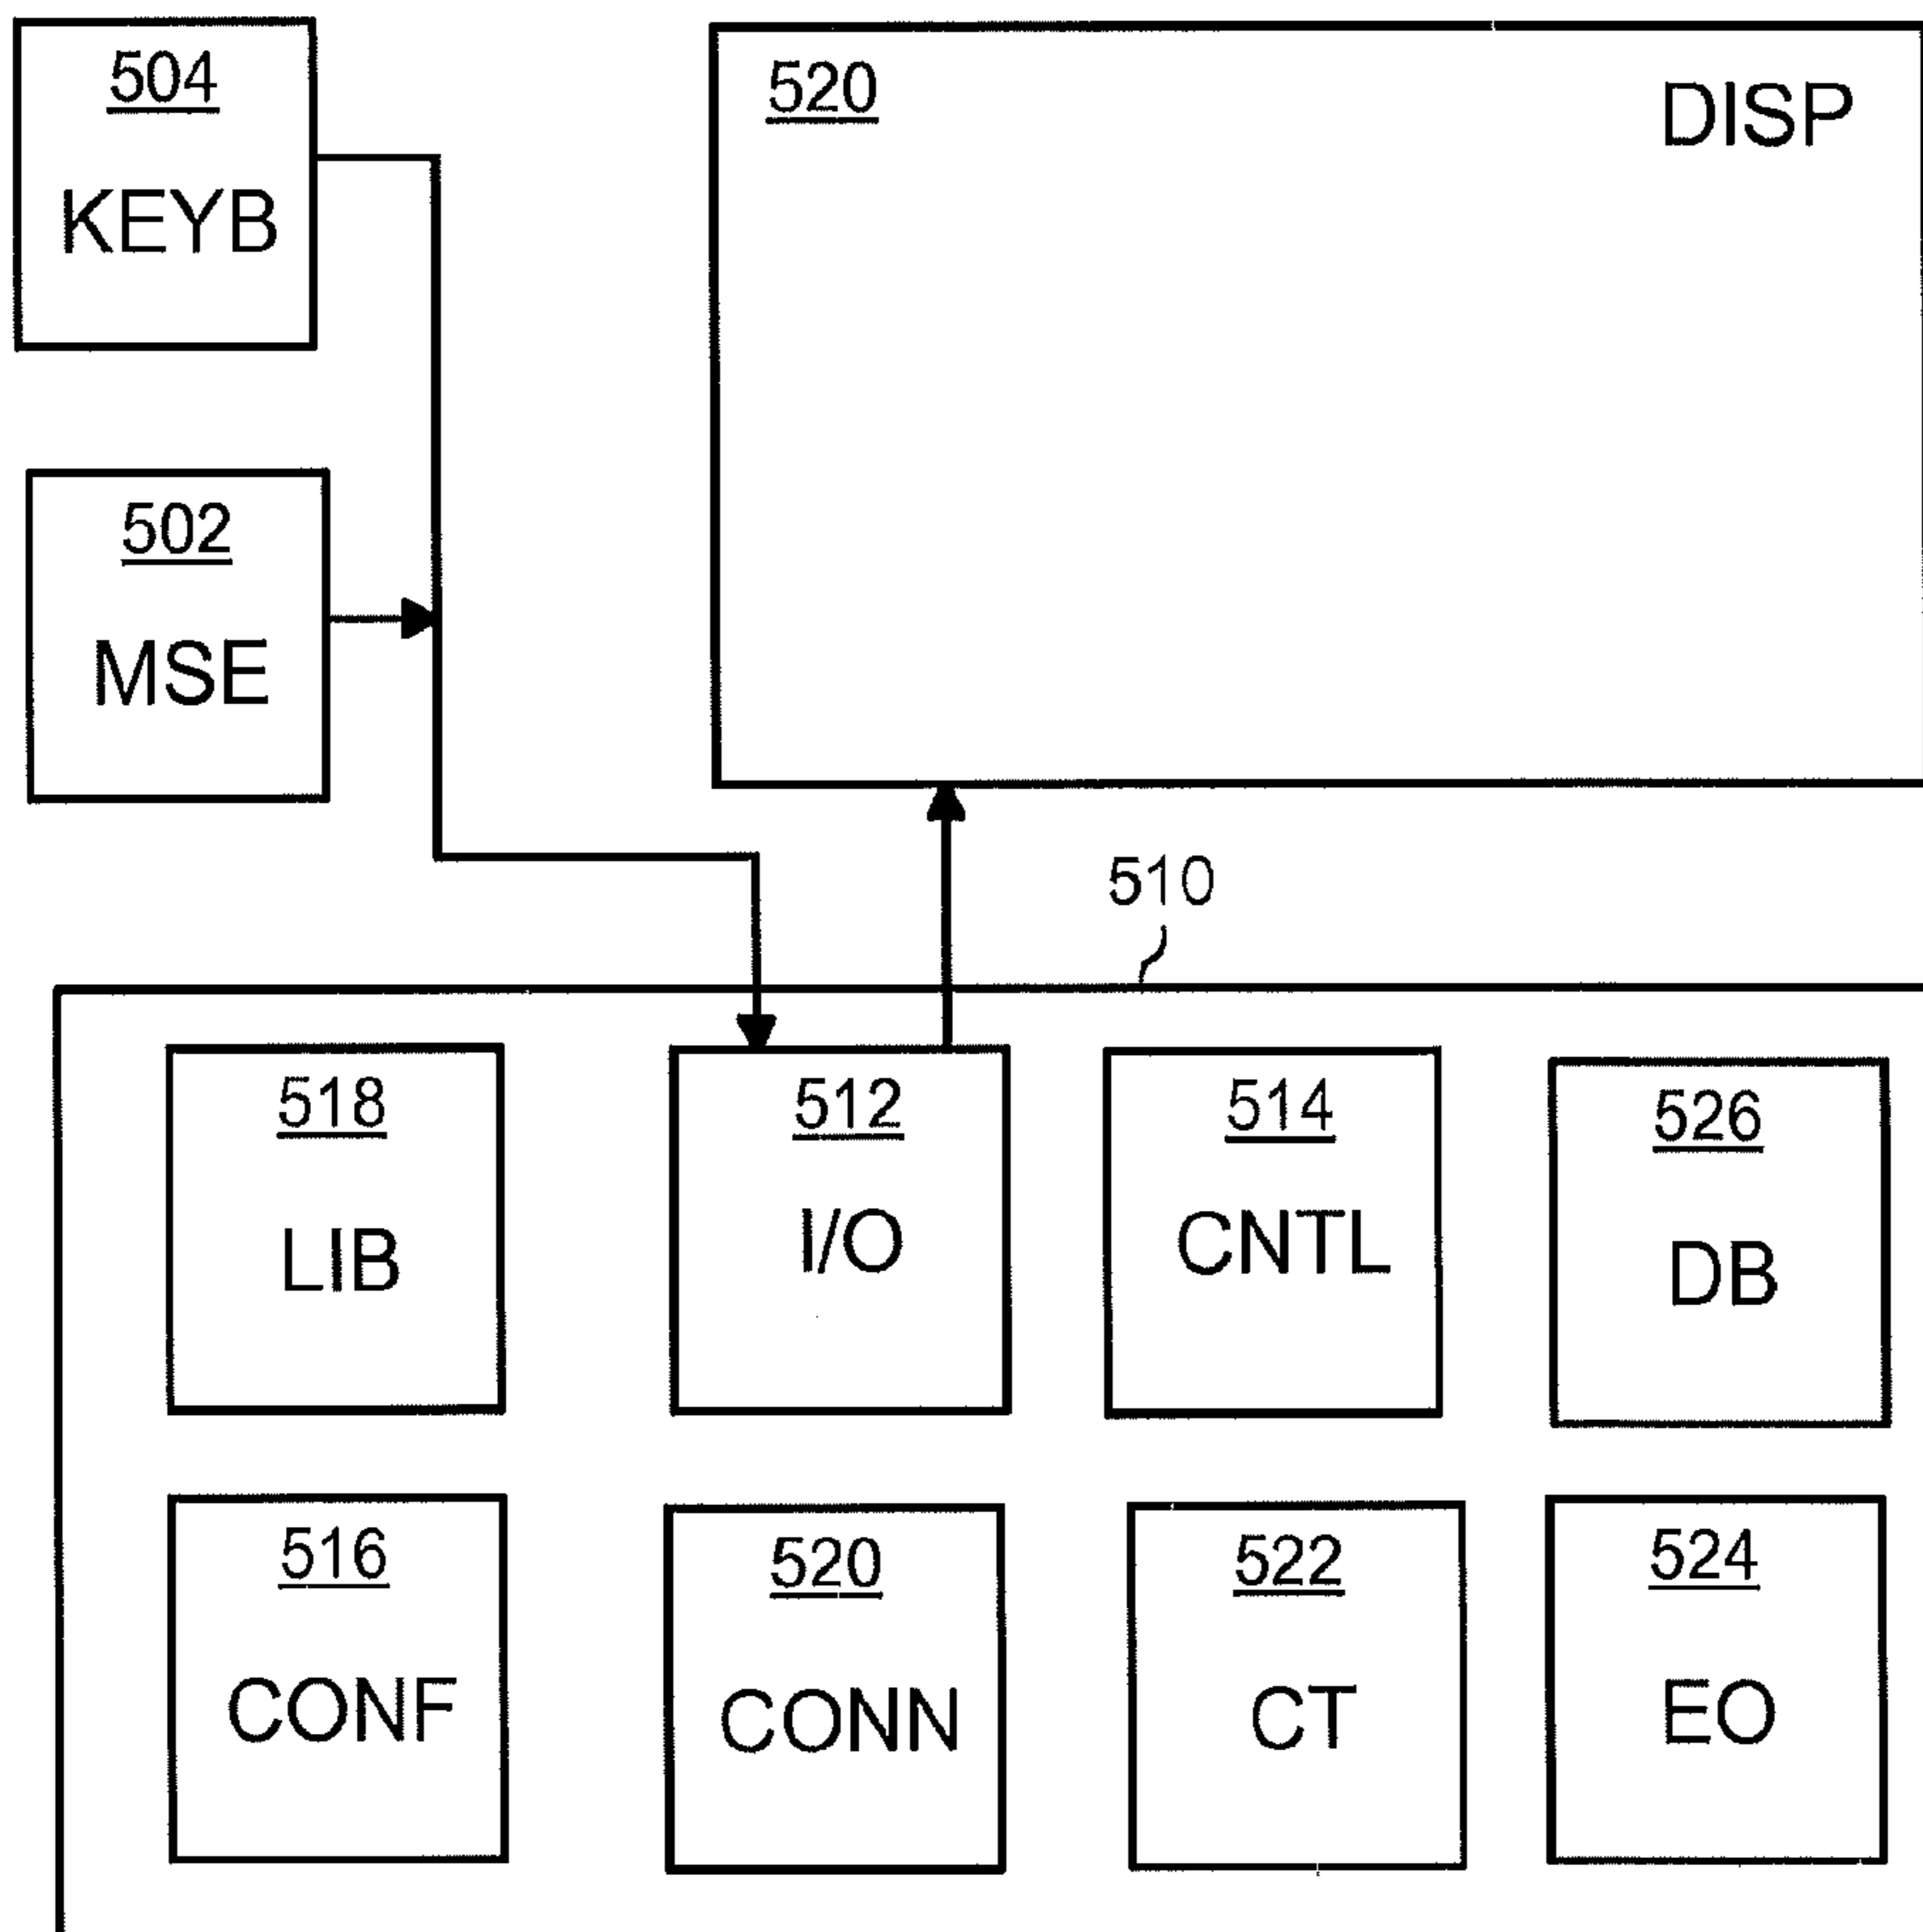 504
KEYB
520
DISP
502
MSE
510
518
LIB
512
I/O
514
CNTL
526
DB
516
CONF
520
CONN
522
CT
524
EO